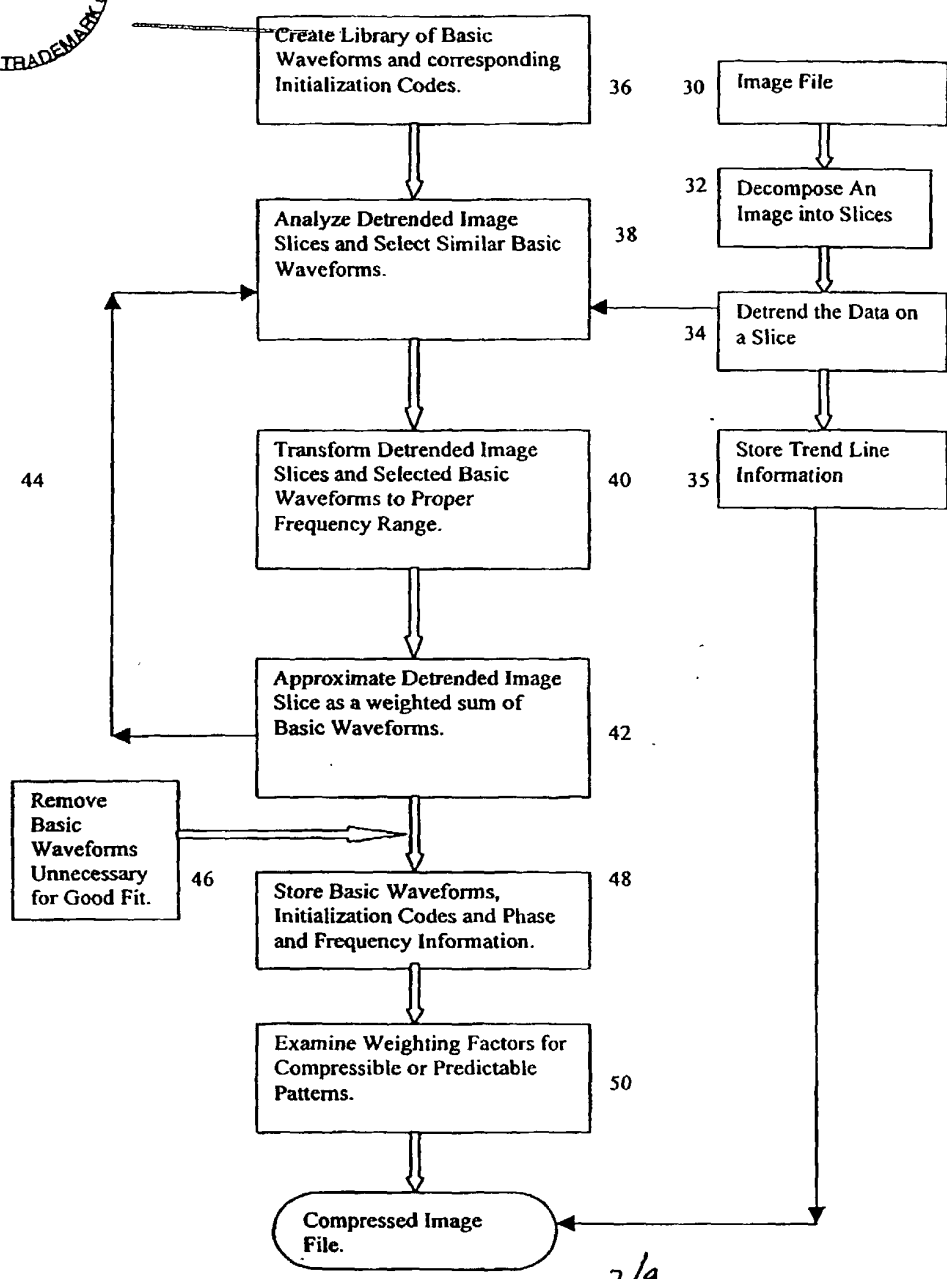 TRADEMARK
Create Library of Basic
Waveforms and corresponding
Initialization Codes.
36
30
Image File
32
Decompose An
Image into Slices
Analyze Detrended Image
Slices and Select Similar Basic
Waveforms.
38
34
Detrend the Data on
a Slice
44
Transform Detrended Image
Slices and Selected Basic
Waveforms to Proper
Frequency Range.
40
35
Store Trend Line
Information
Approximate Detrended Image
Slice as a weighted sum of
Basic Waveforms.
42
Remove
Basic
Waveforms
Unnecessary
for Good Fit.
46
Store Basic Waveforms,
Initialization Codes and Phase
and Frequency Information.
48
Examine Weighting Factors for
Compressible or Predictable
Patterns.
50
Compressed Image
File.